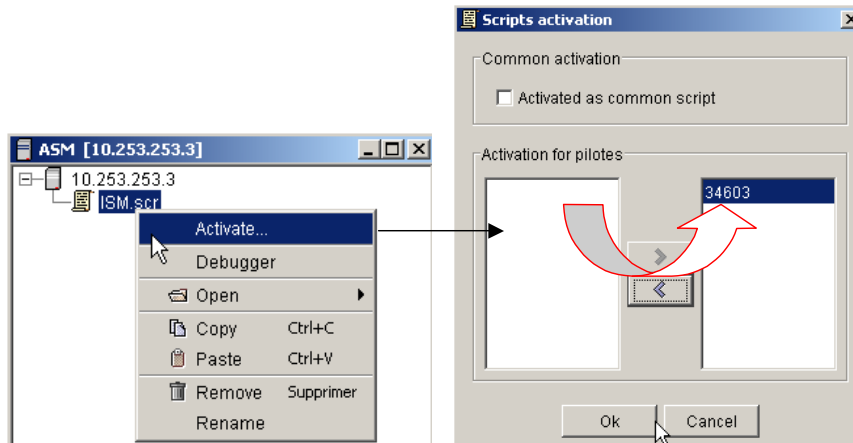 ASM [10.253.253.3]
10.253.253.3
ISM.scr
Activate...
Debugger
Open
Copy Ctrl+C
Paste Ctrl+V
Remove Supprimer
Rename
Scripts activation
Common activation
Activated as common script
Activation for pilotes
34603
Ok Cancel